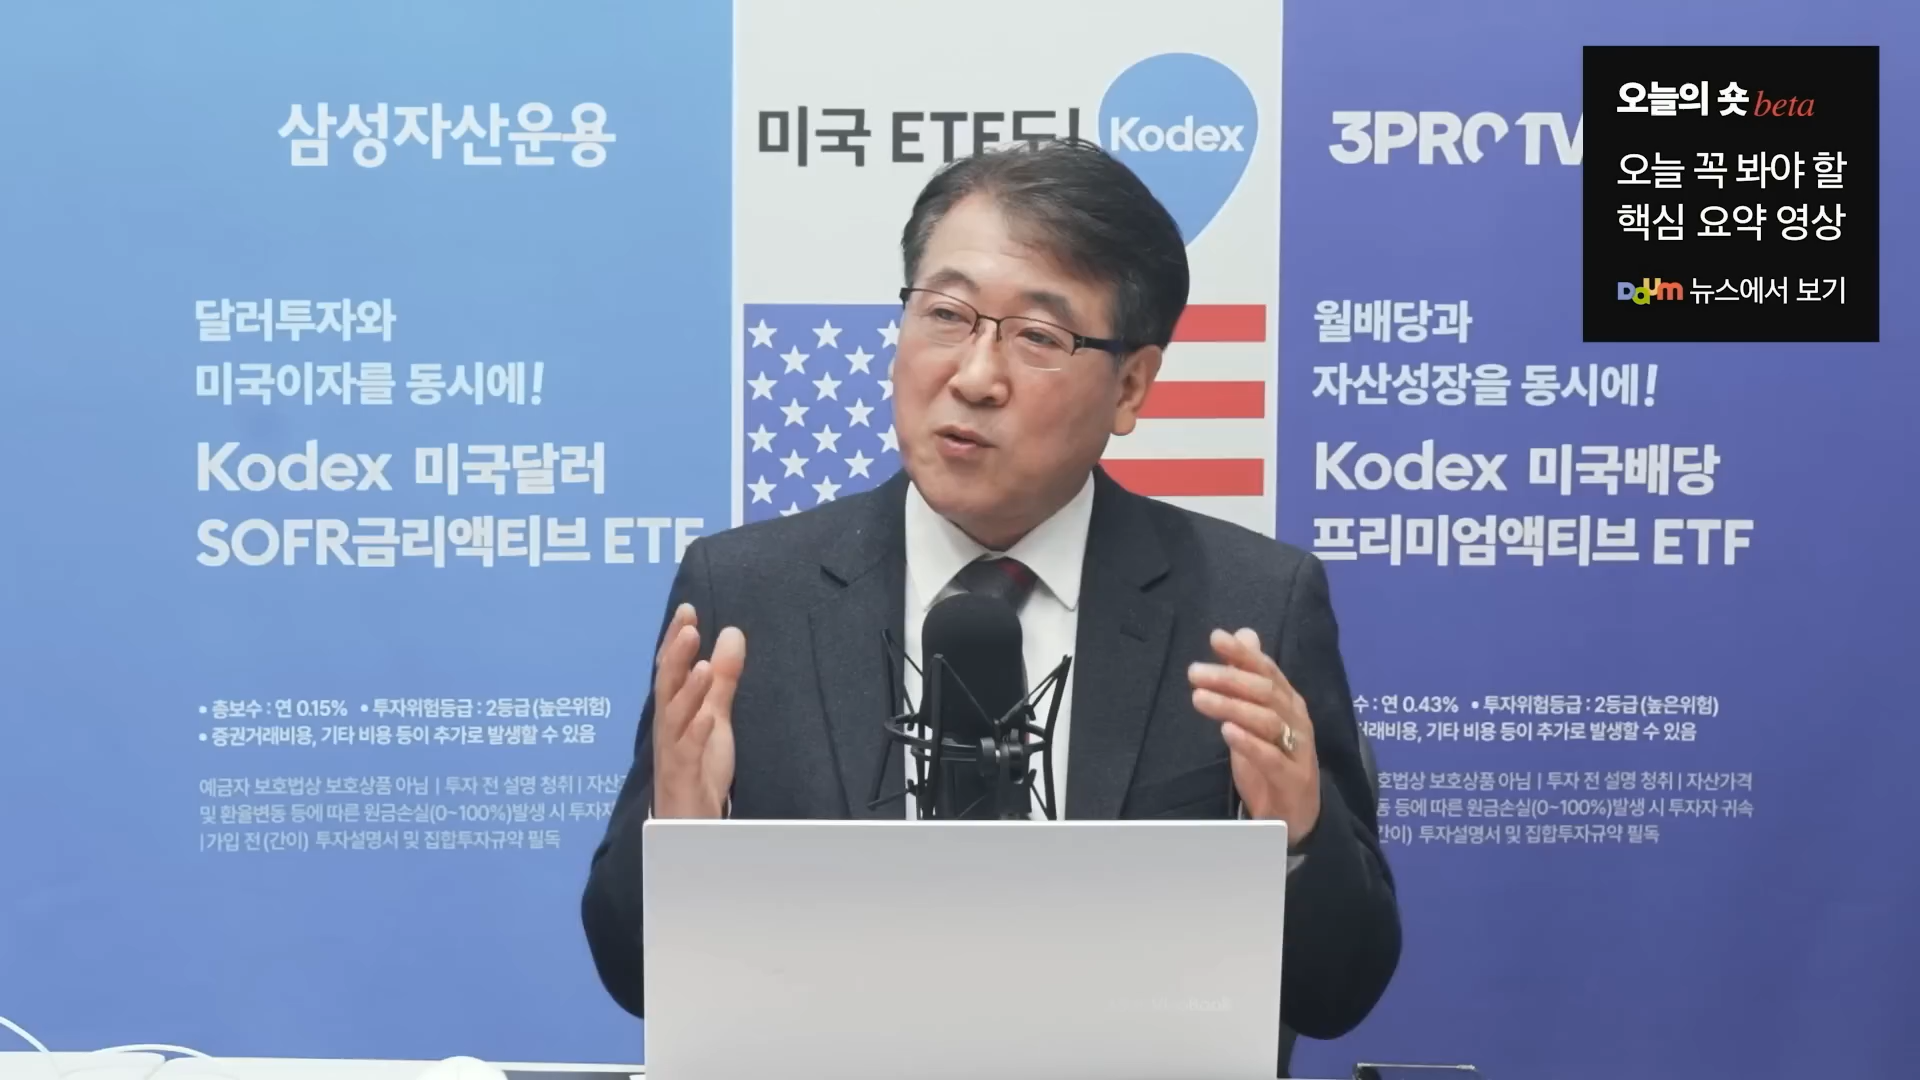 삼성자산운용
달러투자와
미국이자를 동시에!
Kodex 미국달러
SOFR금리액티브 ETF
• 총보수 : 연 0.15% • 투자위험등급 : 2등급 (높은위험)
• 증권거래비용, 기타 비용 등이 추가로 발생할 수 있음
예금자 보호법상 보호상품 아님 | 투자 전 설명 청취 | 자산
및 환율변동 등에 따른 원금손실(0~100%)발생 시 투자
| 가입 전 (간이) 투자설명서 및 집합투자규약 필독
미국 ETF도!
Kodex
3PRO TV
월배당과
자산성장을 동시에!
Kodex 미국배당
프리미엄액티브 ETF
수 : 연 0.43% • 투자위험등급 : 2등급 (높은위험)
래비용, 기타 비용 등이 추가로 발생할 수 있음
호법상 보호상품 아님 | 투자 전 설명 청취 | 자산가격
등에 따른 원금손실(0~100%)발생 시 투자자 귀속
간이) 투자설명서 및 집합투자규약 필독
오늘의 숏 beta
오늘 꼭 봐야 할
핵심 요약 영상
Daum 뉴스에서 보기
VivoBook